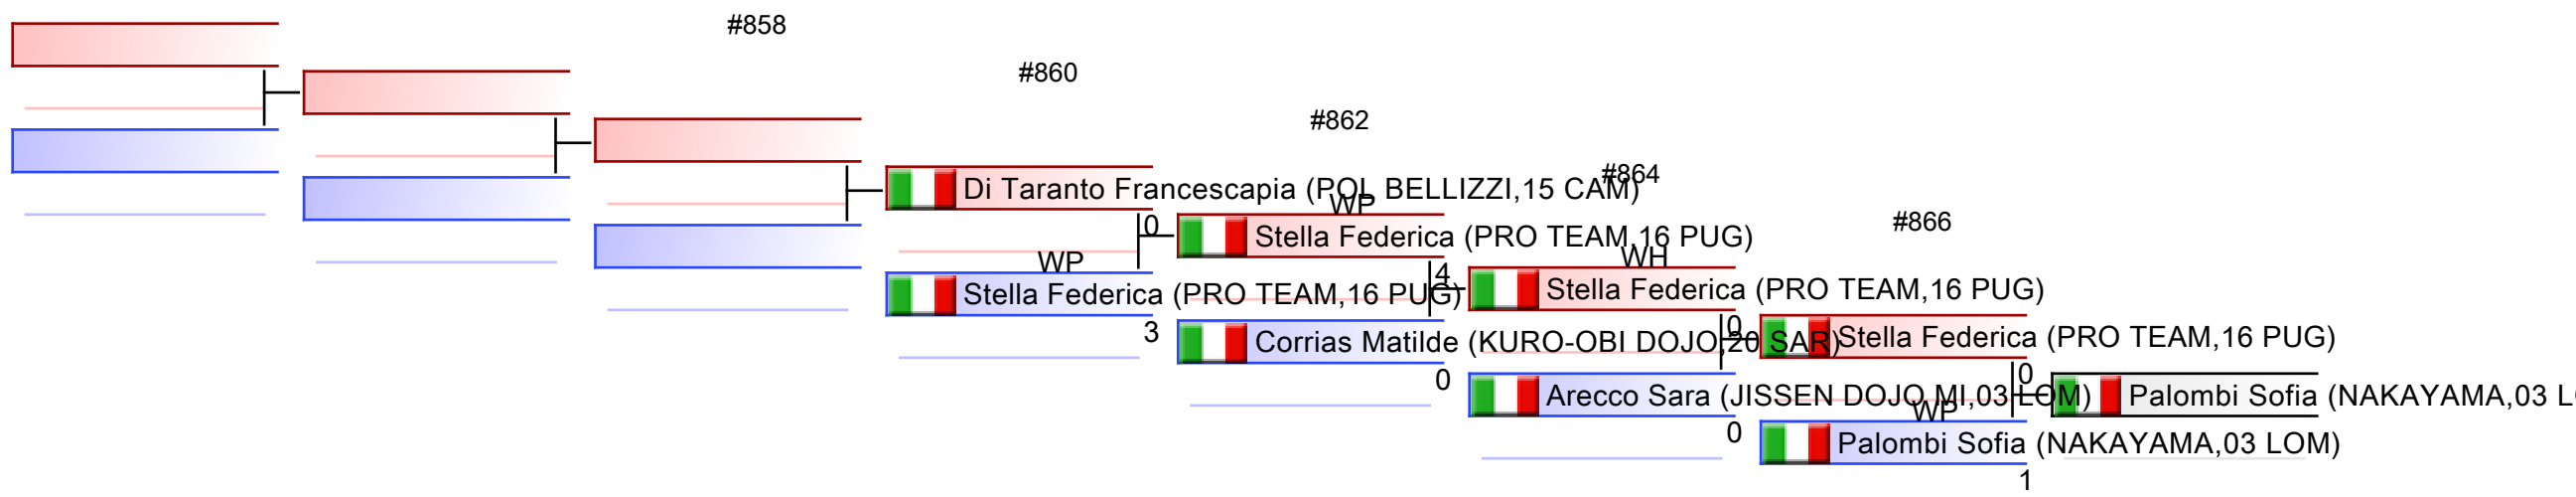 #858
#860
#862
#864
Di Taranto Francescapia (POL BELLIZZI,15 CAM)
WP
0
#866
Stella Federica (PRO TEAM,16 PUG)
WP
WH
4
Stella Federica (PRO TEAM,16 PUG)
Stella Federica (PRO TEAM,16 PUG)
3
0
Corrias Matilde (KURO-OBI DOJO,20 SAR)
Stella Federica (PRO TEAM,16 PUG)
0
0
Arecco Sara (JISSEN DOJO MI,03 LOM)
Palombi Sofia (NAKAYAMA,03 L
WP
0
Palombi Sofia (NAKAYAMA,03 LOM)
1